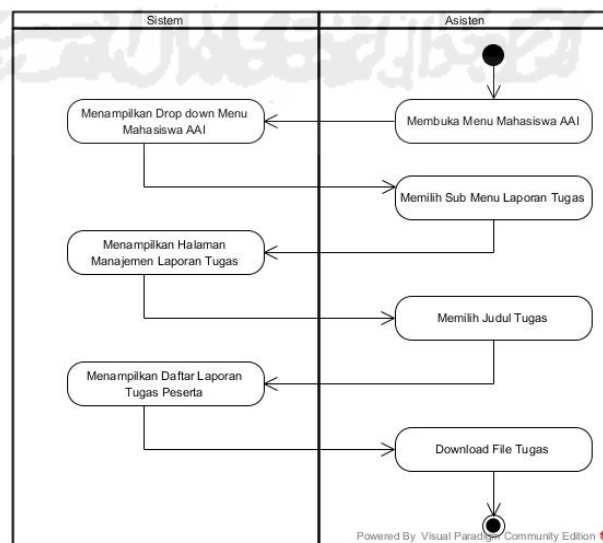 Sistem
Asisten
Membuka Menu Mahasiswa AAI
Menampilkan Drop down Menu
Mahasiswa AAI
Memilih Sub Menu Laporan Tugas
Menampilkan Halaman
Manajemen Laporan Tugas
Memilih Judul Tugas
Menampilkan Daftar Laporan
Tugas Peserta
Download File Tugas
Powered By Visual Paradigm Community Edition